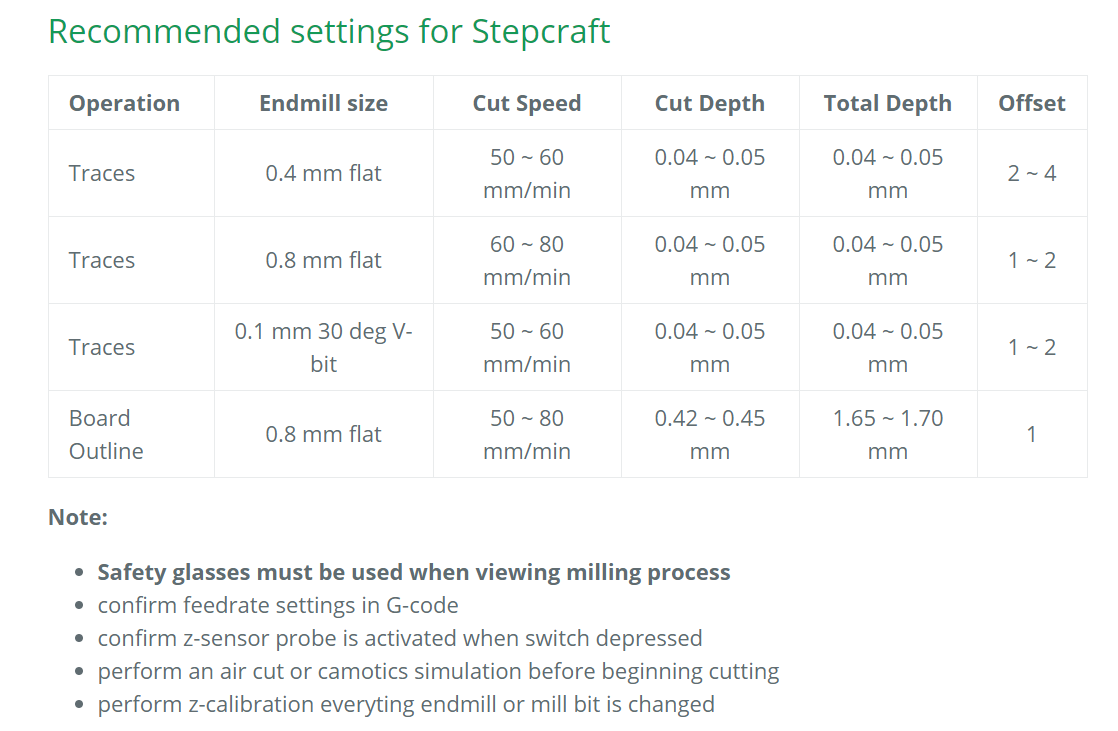 Recommended settings for Stepcraft
Operation Endmill size Cut Speed Cut Depth Total Depth Offset
Traces 0.4 mm flat 50 ~ 60 mm/min 0.04 ~ 0.05 mm 0.04 ~ 0.05 mm 2 ~ 4
Traces 0.8 mm flat 60 ~ 80 mm/min 0.04 ~ 0.05 mm 0.04 ~ 0.05 mm 1 ~ 2
Traces 0.1 mm 30 deg V-bit 50 ~ 60 mm/min 0.04 ~ 0.05 mm 0.04 ~ 0.05 mm 1 ~ 2
Board Outline 0.8 mm flat 50 ~ 80 mm/min 0.42 ~ 0.45 mm 1.65 ~ 1.70 mm 1
Note:
• Safety glasses must be used when viewing milling process
• confirm feedrate settings in G-code
• confirm z-sensor probe is activated when switch depressed
• perform an air cut or camotics simulation before beginning cutting
• perform z-calibration everyting endmill or mill bit is changed